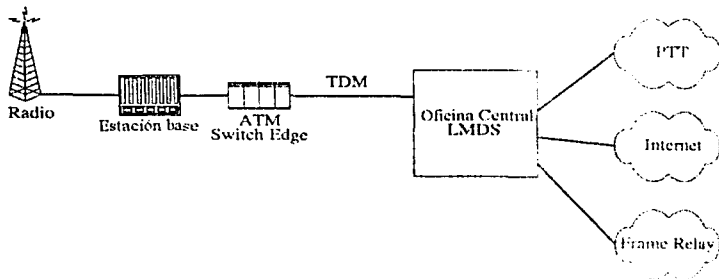 Radio
Estación base
ATM
Switch Edge
TDM
Oficina Central
LMDS
PTT
Internet
Frame Relay